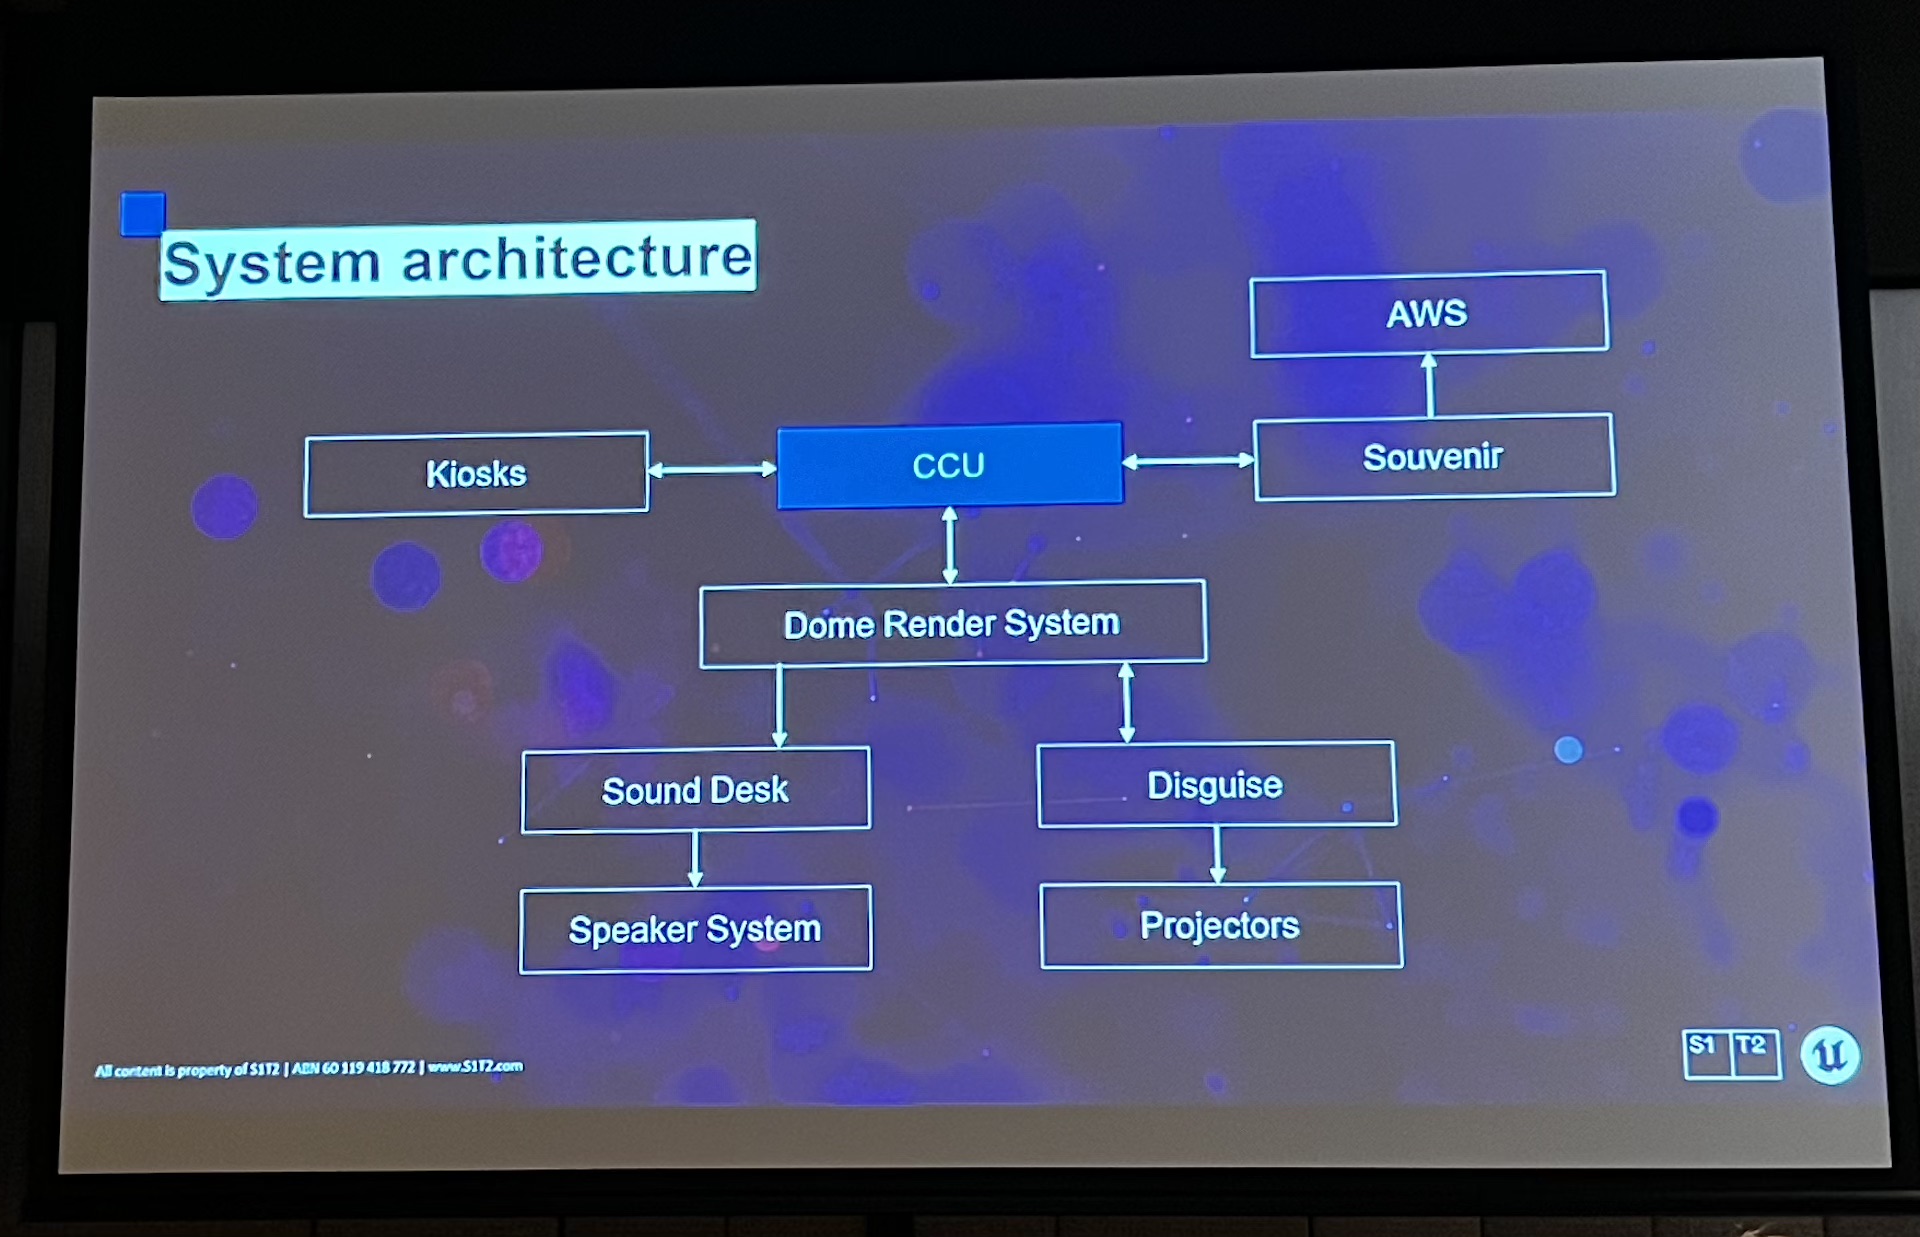 System architecture
AWS
Kiosks
CCU
Souvenir
Dome Render System
Sound Desk
Disguise
Speaker System
Projectors
All content is property of S1T2 | ABN 60 119 418 772 | www.S1T2.com
S1 T2